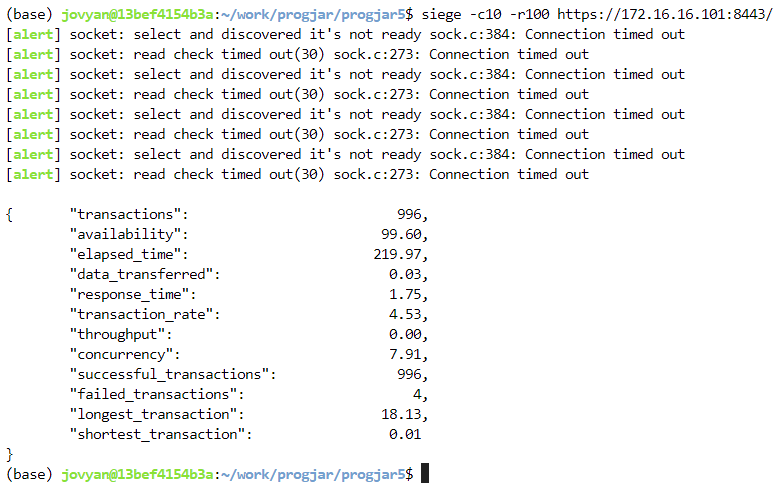 (base) jovyan@13bef4154b3a:~/work/progjar/progjar5$ siege -c10 -r100 https://172.16.16.101:8443/
[alert] socket: select and discovered it's not ready sock.c:384: Connection timed out
[alert] socket: read check timed out(30) sock.c:273: Connection timed out
[alert] socket: select and discovered it's not ready sock.c:384: Connection timed out
[alert] socket: read check timed out(30) sock.c:273: Connection timed out
[alert] socket: select and discovered it's not ready sock.c:384: Connection timed out
[alert] socket: read check timed out(30) sock.c:273: Connection timed out
[alert] socket: select and discovered it's not ready sock.c:384: Connection timed out
[alert] socket: read check timed out(30) sock.c:273: Connection timed out
{ "transactions": 996,
"availability": 99.60,
"elapsed_time": 219.97,
"data_transferred": 0.03,
"response_time": 1.75,
"transaction_rate": 4.53,
"throughput": 0.00,
"concurrency": 7.91,
"successful_transactions": 996,
"failed_transactions": 4,
"longest_transaction": 18.13,
"shortest_transaction": 0.01
}
(base) jovyan@13bef4154b3a:~/work/progjar/progjar5$